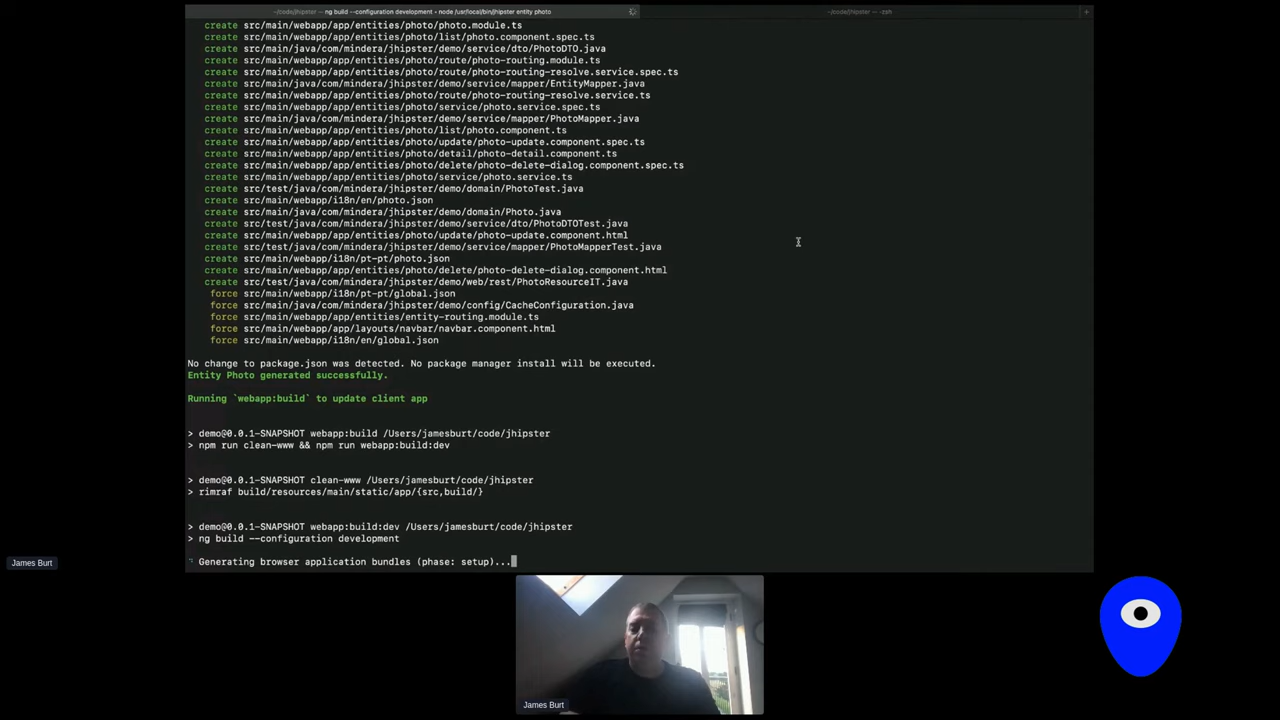 ~/code/jhipster — ng build --configuration development ◂ node /usr/local/bin/jhipster entity photo
~/code/jhipster — -zsh
+
create src/main/webapp/app/entities/photo/photo.module.ts
create src/main/webapp/app/entities/photo/list/photo.component.spec.ts
create src/main/java/com/mindera/jhipster/demo/service/dto/PhotoDTO.java
create src/main/webapp/app/entities/photo/route/photo-routing.module.ts
create src/main/webapp/app/entities/photo/route/photo-routing-resolve.service.spec.ts
create src/main/java/com/mindera/jhipster/demo/service/mapper/EntityMapper.java
create src/main/webapp/app/entities/photo/route/photo-routing-resolve.service.ts
create src/main/webapp/app/entities/photo/service/photo.service.spec.ts
create src/main/java/com/mindera/jhipster/demo/service/mapper/PhotoMapper.java
create src/main/webapp/app/entities/photo/list/photo.component.ts
create src/main/webapp/app/entities/photo/update/photo-update.component.spec.ts
create src/main/webapp/app/entities/photo/detail/photo-detail.component.ts
create src/main/webapp/app/entities/photo/delete/photo-delete-dialog.component.spec.ts
create src/main/webapp/app/entities/photo/service/photo.service.ts
create src/test/java/com/mindera/jhipster/demo/domain/PhotoTest.java
create src/main/webapp/i18n/en/photo.json
create src/main/java/com/mindera/jhipster/demo/domain/Photo.java
create src/test/java/com/mindera/jhipster/demo/service/dto/PhotoDTOTest.java
create src/main/webapp/app/entities/photo/update/photo-update.component.html
create src/test/java/com/mindera/jhipster/demo/service/mapper/PhotoMapperTest.java
create src/main/webapp/i18n/pt-pt/photo.json
create src/main/webapp/app/entities/photo/delete/photo-delete-dialog.component.html
create src/test/java/com/mindera/jhipster/demo/web/rest/PhotoResourceIT.java
force src/main/webapp/i18n/pt-pt/global.json
force src/main/java/com/mindera/jhipster/demo/config/CacheConfiguration.java
force src/main/webapp/app/entities/entity-routing.module.ts
force src/main/webapp/app/layouts/navbar/navbar.component.html
force src/main/webapp/i18n/en/global.json
No change to package.json was detected. No package manager install will be executed.
Entity Photo generated successfully.
Running `webapp:build` to update client app
> demo@0.0.1-SNAPSHOT webapp:build /Users/jamesburt/code/jhipster
> npm run clean-www && npm run webapp:build:dev
> demo@0.0.1-SNAPSHOT clean-www /Users/jamesburt/code/jhipster
> rimraf build/resources/main/static/app/{src,build/}
> demo@0.0.1-SNAPSHOT webapp:build:dev /Users/jamesburt/code/jhipster
> ng build --configuration development
Generating browser application bundles (phase: setup)...
James Burt
James Burt